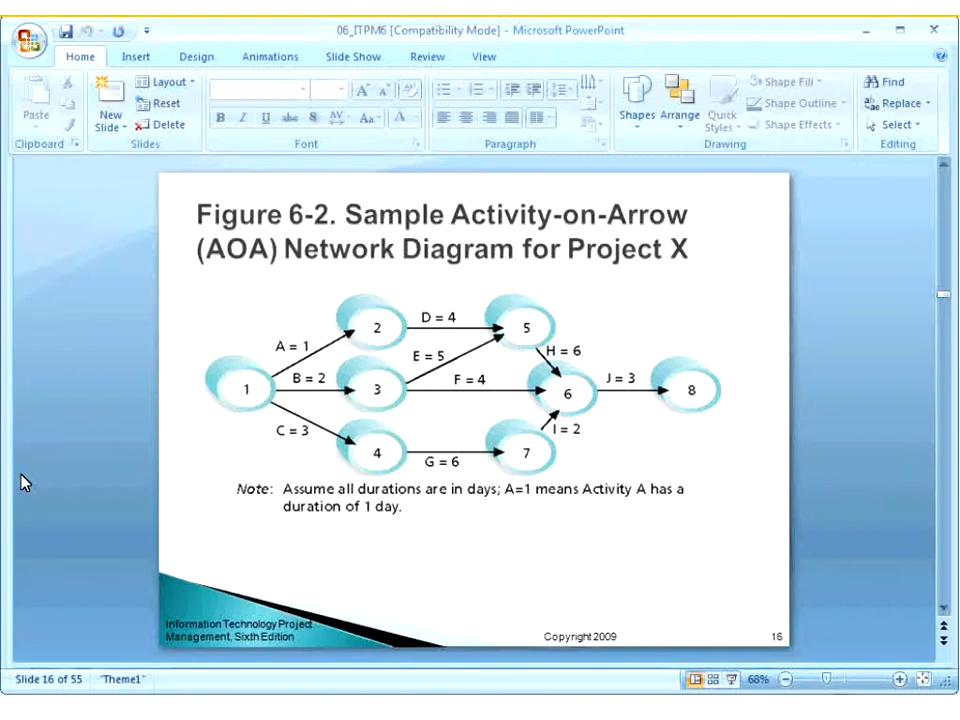 06_ITPM6 [Compatibility Mode] - Microsoft PowerPoint
Home Insert Design Animations Slide Show Review View
Paste
New Slide
Layout
Reset
Delete
B I U abc S AV Aa A
Shapes Arrange Quick Styles
Shape Fill
Shape Outline
Shape Effects
Find
Replace
Select
Clipboard Slides Font Paragraph Drawing Editing
Figure 6-2. Sample Activity-on-Arrow
(AOA) Network Diagram for Project X
2 D = 4 5
A = 1
E = 5 H = 6
1 B = 2 3 F = 4 6 J = 3 8
C = 3 I = 2
4 G = 6 7
Note: Assume all durations are in days; A=1 means Activity A has a
duration of 1 day.
Information Technology Project
Management, Sixth Edition Copyright 2009 16
Slide 16 of 55 "Theme1" 68%